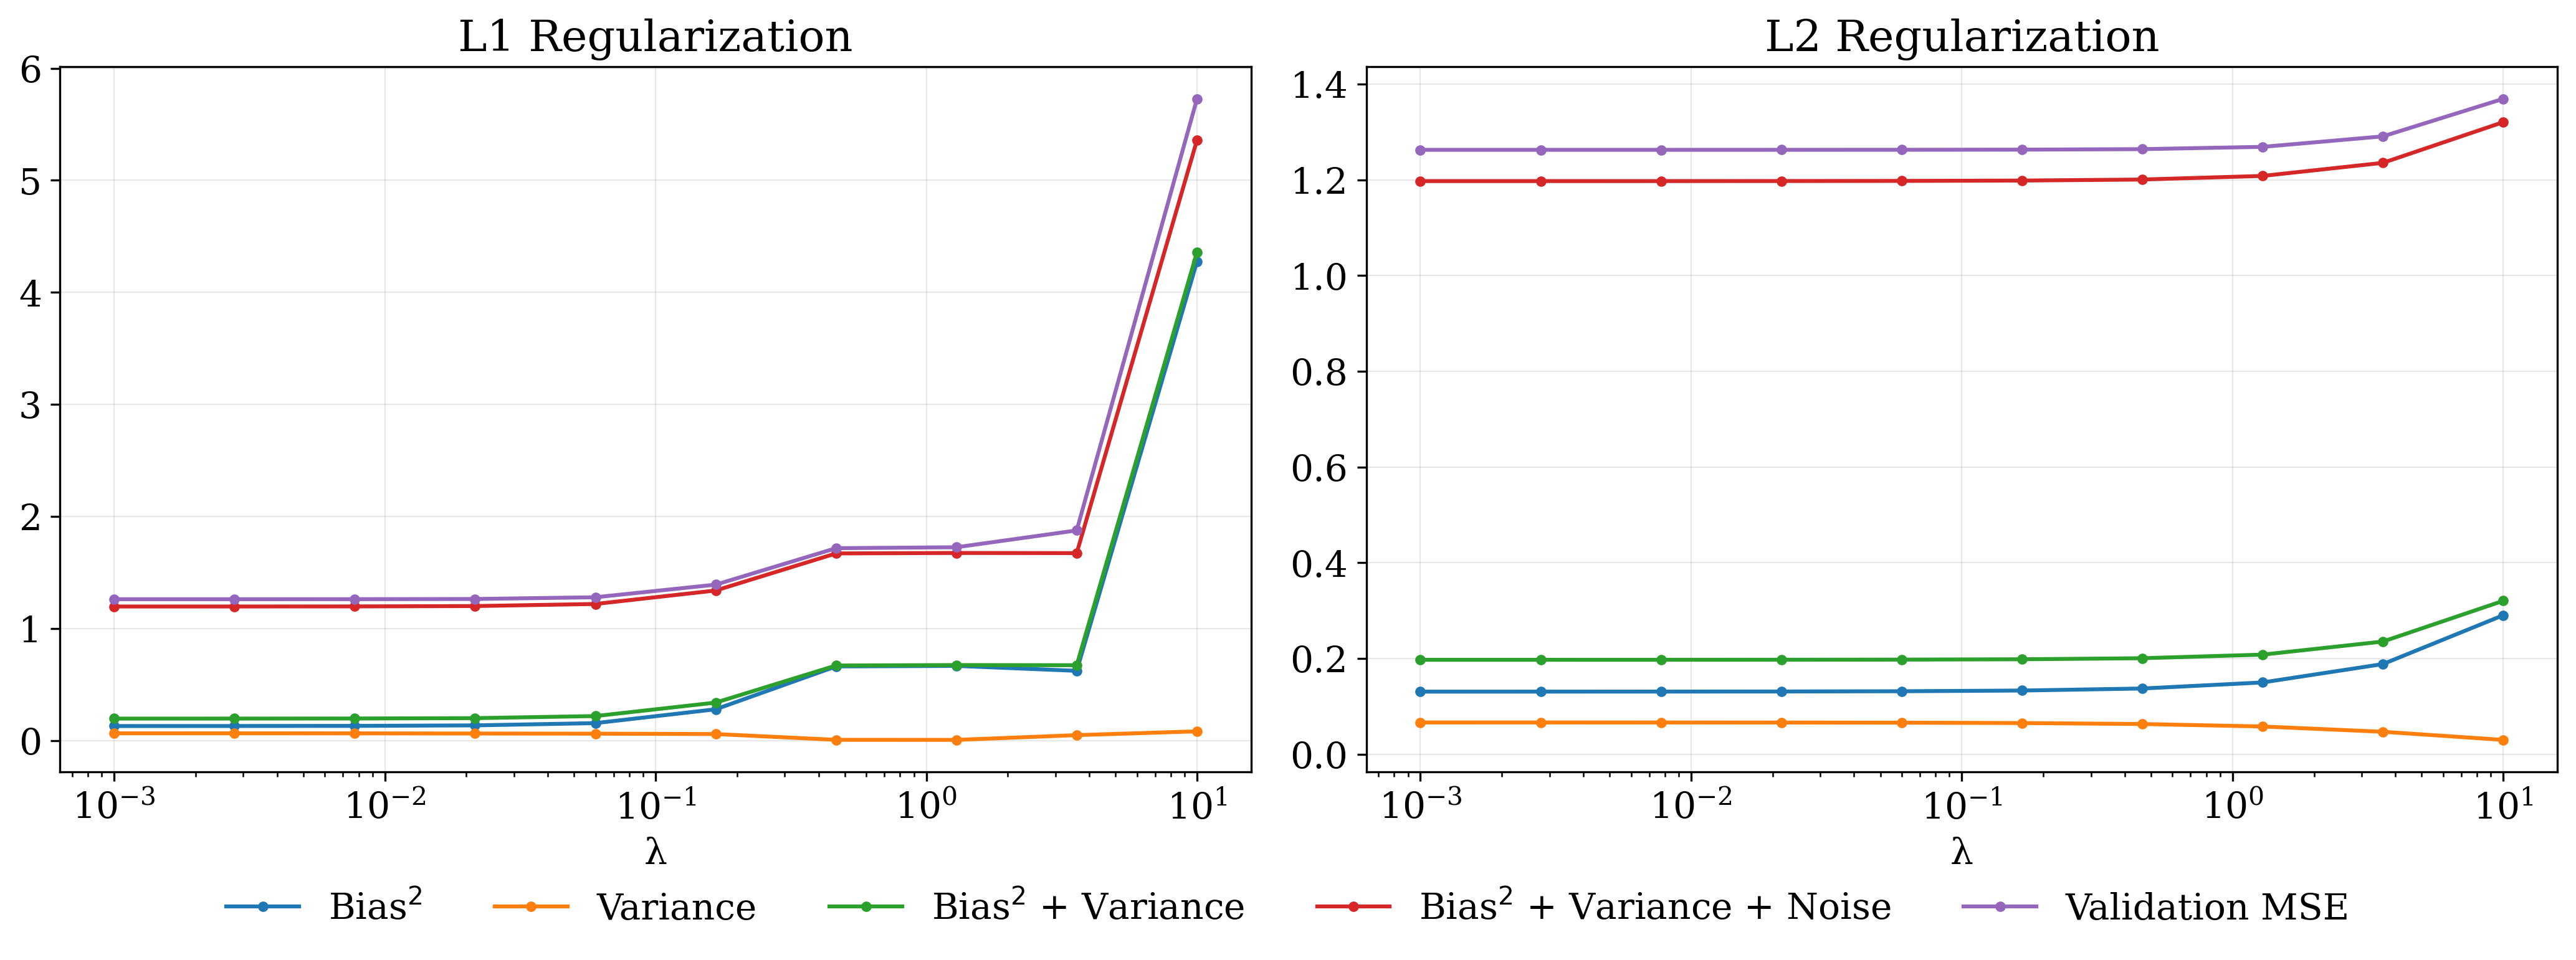 L1 Regularization
6
5
4
3
2
1
0
10⁻³ 10⁻² 10⁻¹ 10⁰ 10¹
λ
L2 Regularization
1.4
1.2
1.0
0.8
0.6
0.4
0.2
0.0
10⁻³ 10⁻² 10⁻¹ 10⁰ 10¹
λ
Bias² Variance Bias² + Variance Bias² + Variance + Noise Validation MSE